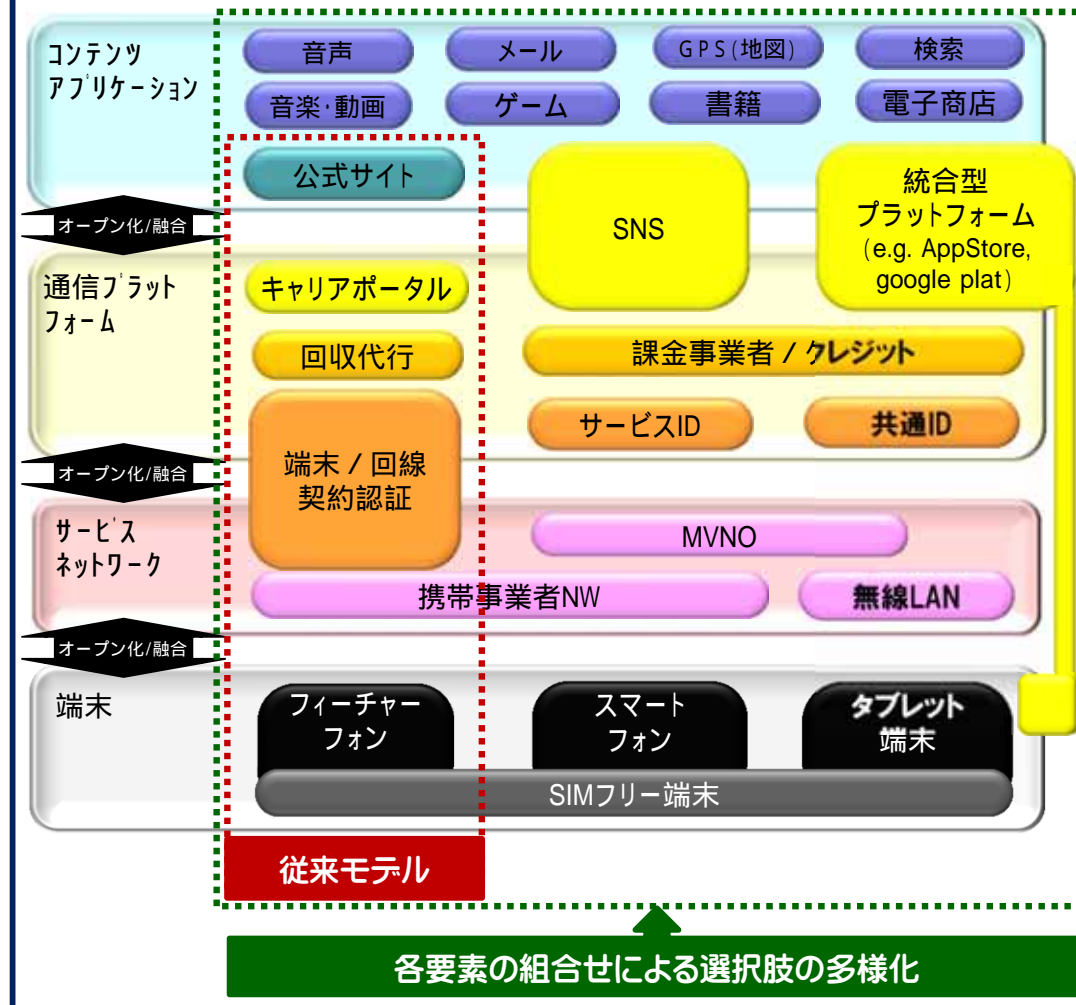 コンテンツ
アプリケーション
音声
メール
GPS(地図)
検索
音楽・動画
ゲーム
書籍
電子商店
公式サイト
オープン化/融合
SNS
統合型
プラットフォーム
(e.g. AppStore,
google plat)
通信プラット
フォーム
キャリアポータル
回収代行
課金事業者 / クレジット
サービスID
共通ID
端末 / 回線
契約認証
オープン化/融合
サービス
ネットワーク
MVNO
携帯事業者NW
無線LAN
オープン化/融合
端末
フィーチャー
フォン
スマート
フォン
タブレット
端末
SIMフリー端末
従来モデル
各要素の組合せによる選択肢の多様化